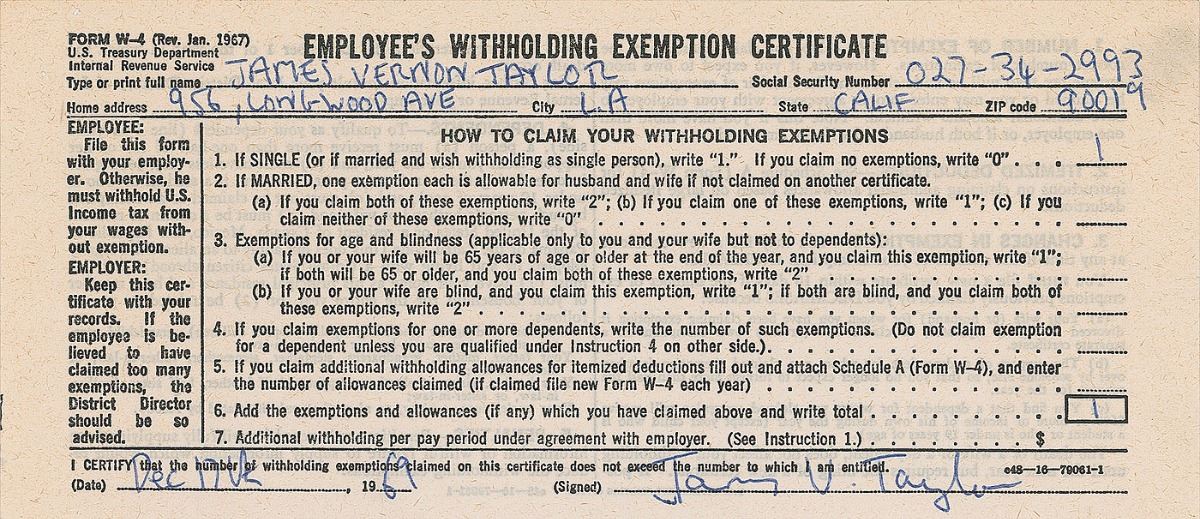 FORM W-4 (Rev. Jan. 1967)
U.S. Treasury Department
Internal Revenue Service
EMPLOYEE'S WITHHOLDING EXEMPTION CERTIFICATE
Type or print full name JAMES VERNON TAYLOR Social Security Number 027-34-2993
Home address 956, LONGWOOD AVE City L.A State CALIF ZIP code 90019
EMPLOYEE:
File this form
with your employ-
er. Otherwise, he
must withhold U.S.
Income tax from
your wages with-
out exemption.
EMPLOYER:
Keep this cer-
tificate with your
records. If the
employee is be-
lieved to have
claimed too many
exemptions, the
District Director
should be so
advised.
HOW TO CLAIM YOUR WITHHOLDING EXEMPTIONS
1. If SINGLE (or if married and wish withholding as single person), write "1." If you claim no exemptions, write "0" . . . 1
2. If MARRIED, one exemption each is allowable for husband and wife if not claimed on another certificate.
(a) If you claim both of these exemptions, write "2"; (b) If you claim one of these exemptions, write "1"; (c) If you
claim neither of these exemptions, write "0"
3. Exemptions for age and blindness (applicable only to you and your wife but not to dependents):
(a) If you or your wife will be 65 years of age or older at the end of the year, and you claim this exemption, write "1";
if both will be 65 or older, and you claim both of these exemptions, write "2"
(b) If you or your wife are blind, and you claim this exemption, write "1"; if both are blind, and you claim both of
these exemptions, write "2"
4. If you claim exemptions for one or more dependents, write the number of such exemptions. (Do not claim exemption
for a dependent unless you are qualified under Instruction 4 on other side.)
5. If you claim additional withholding allowances for itemized deductions fill out and attach Schedule A (Form W-4), and enter
the number of allowances claimed (if claimed file new Form W-4 each year)
6. Add the exemptions and allowances (if any) which you have claimed above and write total 1
7. Additional withholding per pay period under agreement with employer. (See Instruction 1.) $
I CERTIFY that the number of withholding exemptions claimed on this certificate does not exceed the number to which I am entitled. c48-16-79061-1
(Date) Dec 17th, 1969 (Signed) James V. Taylor